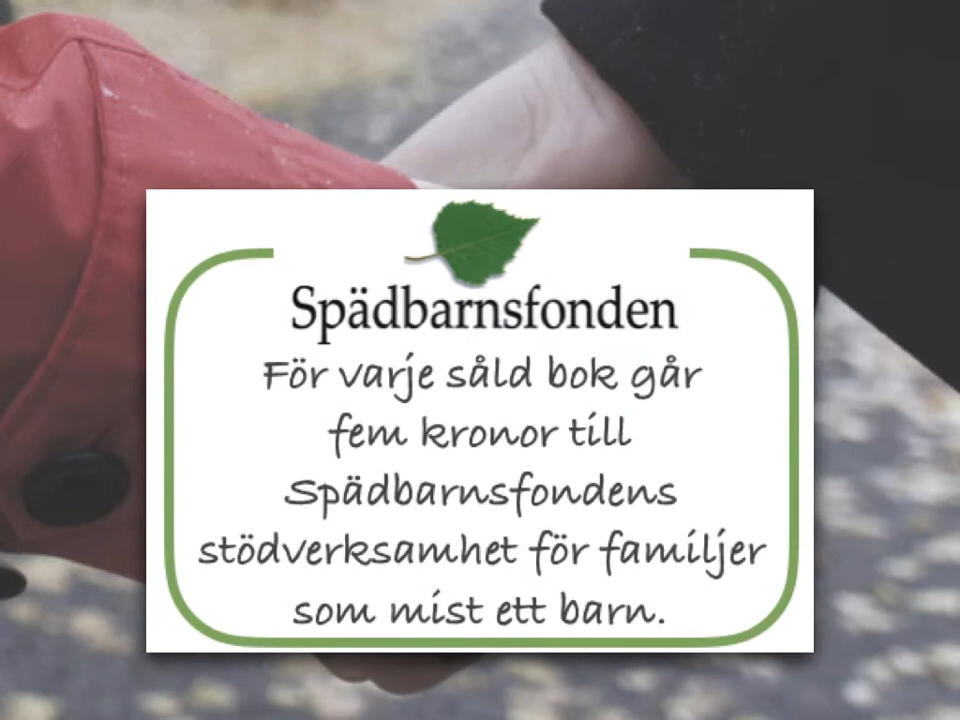 Spädbarnsfonden
För varje såld bok går
fem kronor till
Spädbarnsfondens
stödverksamhet för familjer
som mist ett barn.